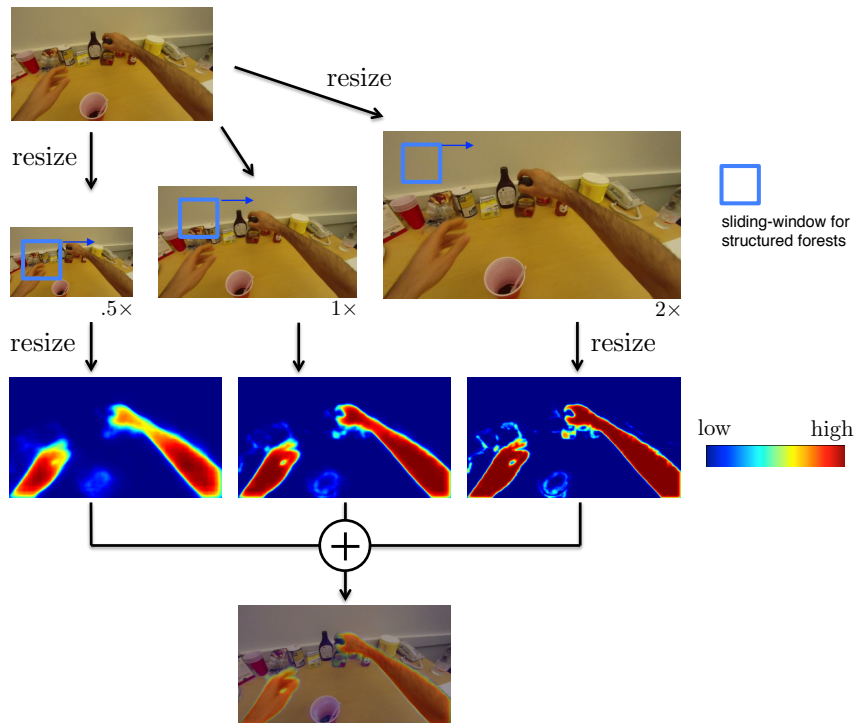 resize
resize
sliding-window for
structured forests
.5×
1×
2×
resize
resize
low
high
+